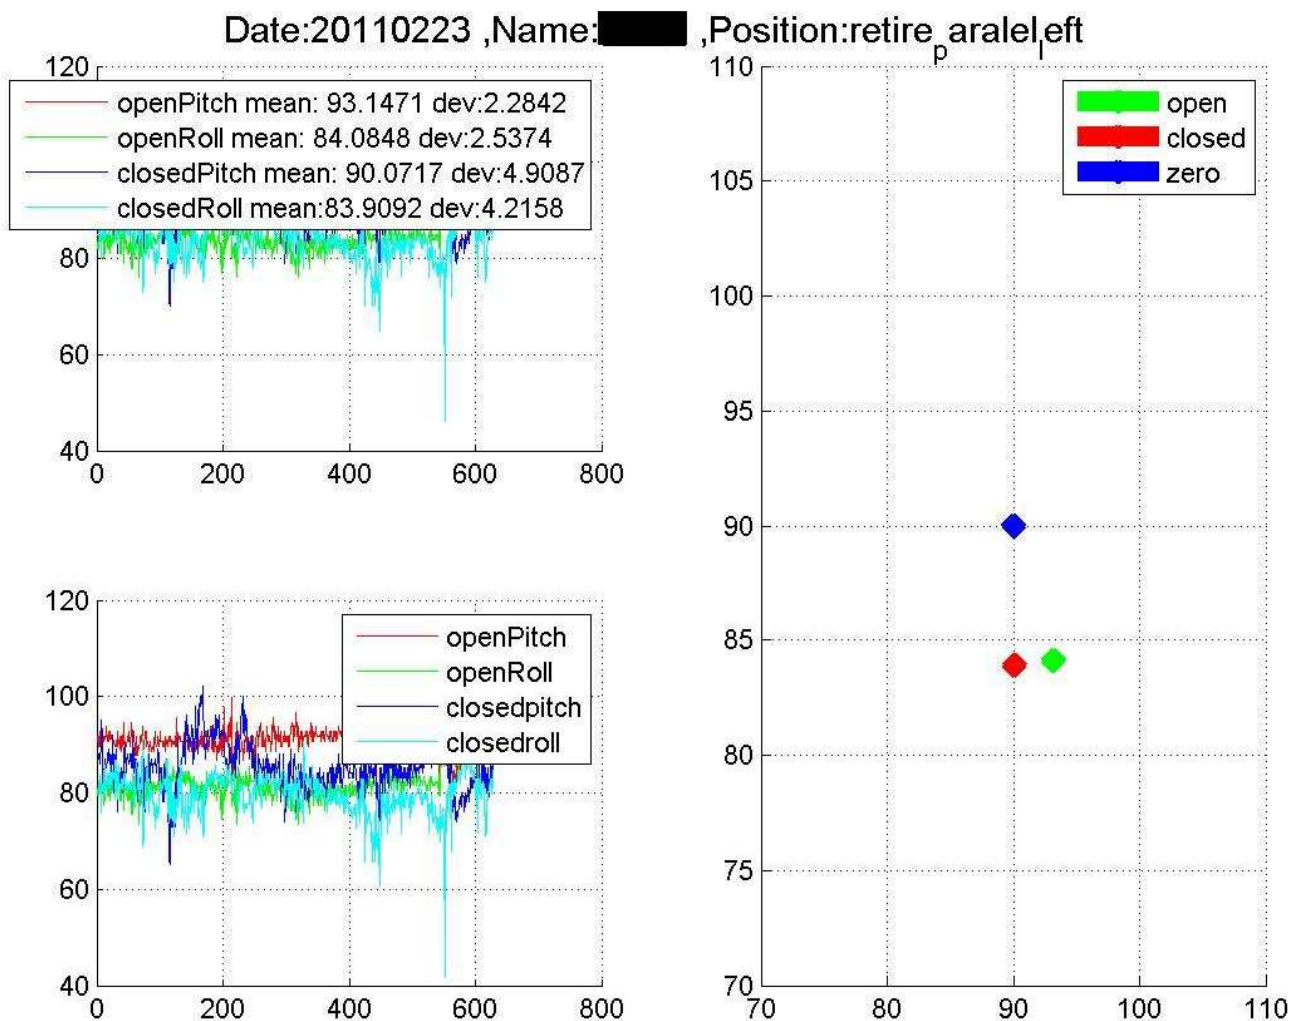 Date:20110223 ,Name: ,Position:retire_paralel_left
120
openPitch mean: 93.1471 dev:2.2842
openRoll mean: 84.0848 dev:2.5374
closedPitch mean: 90.0717 dev:4.9087
closedRoll mean:83.9092 dev:4.2158
80
60
40
0 200 400 600 800
120
100
80
60
40
openPitch
openRoll
closedpitch
closedroll
0 200 400 600 800
110
105
100
95
90
85
80
75
70
open
closed
zero
70 80 90 100 110